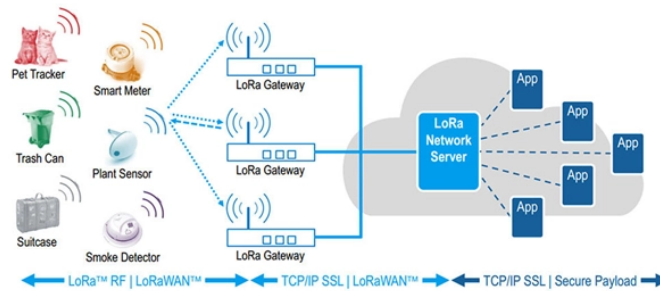 Pet Tracker
Smart Meter
Trash Can
Plant Sensor
Suitcase
Smoke Detector
LoRa Gateway
LoRa Gateway
LoRa Gateway
LoRa
Network
Server
App
App
App
App
App
LoRa™ RF | LoRaWAN™
TCP/IP SSL | LoRaWAN™
TCP/IP SSL | Secure Payload